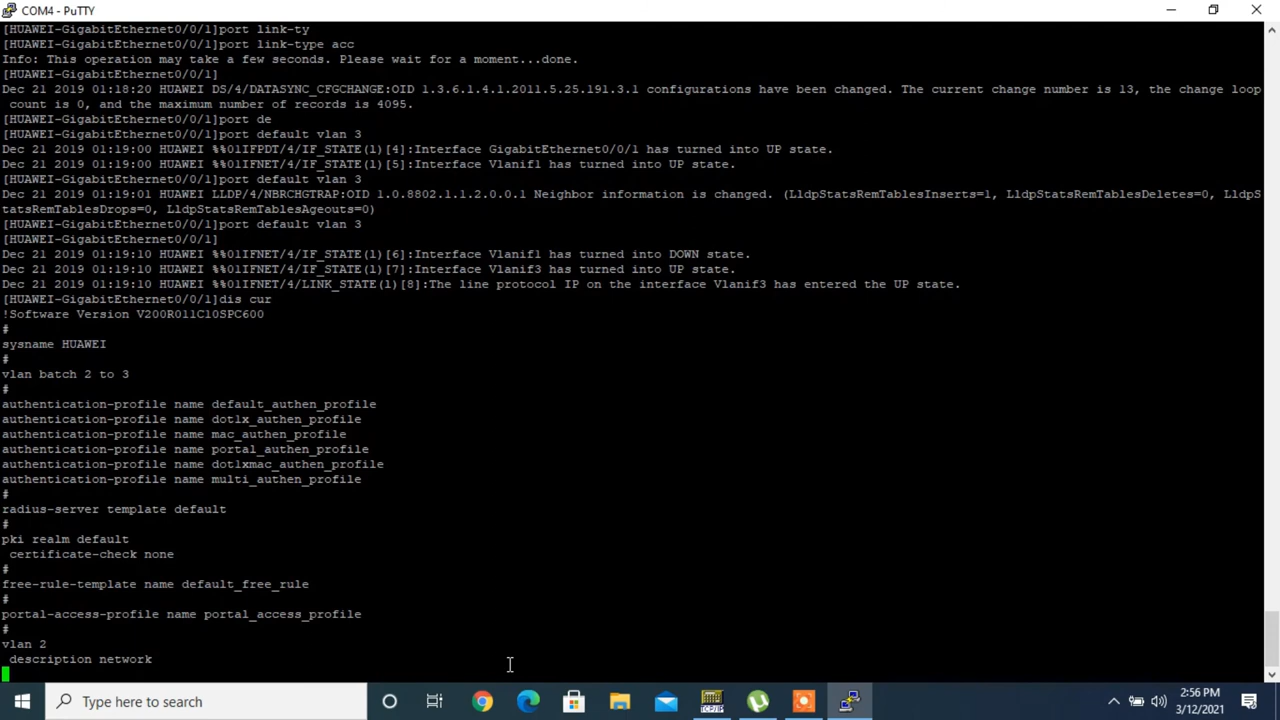 COM4 - PuTTY
[HUAWEI-GigabitEthernet0/0/1]port link-ty
[HUAWEI-GigabitEthernet0/0/1]port link-type acc
Info: This operation may take a few seconds. Please wait for a moment...done.
[HUAWEI-GigabitEthernet0/0/1]
Dec 21 2019 01:18:20 HUAWEI DS/4/DATASYNC_CFGCHANGE:OID 1.3.6.1.4.1.2011.5.25.191.3.1 configurations have been changed. The current change number is 13, the change loop
count is 0, and the maximum number of records is 4095.
[HUAWEI-GigabitEthernet0/0/1]port de
[HUAWEI-GigabitEthernet0/0/1]port default vlan 3
Dec 21 2019 01:19:00 HUAWEI %%01IFPDT/4/IF_STATE(l)[4]:Interface GigabitEthernet0/0/1 has turned into UP state.
Dec 21 2019 01:19:00 HUAWEI %%01IFNET/4/IF_STATE(l)[5]:Interface Vlanif1 has turned into UP state.
[HUAWEI-GigabitEthernet0/0/1]port default vlan 3
Dec 21 2019 01:19:01 HUAWEI LLDP/4/NBRCHGTRAP:OID 1.0.8802.1.1.2.0.0.1 Neighbor information is changed. (LldpStatsRemTablesInserts=1, LldpStatsRemTablesDeletes=0, LldpS
tatsRemTablesDrops=0, LldpStatsRemTablesAgeouts=0)
[HUAWEI-GigabitEthernet0/0/1]port default vlan 3
[HUAWEI-GigabitEthernet0/0/1]
Dec 21 2019 01:19:10 HUAWEI %%01IFNET/4/IF_STATE(l)[6]:Interface Vlanif1 has turned into DOWN state.
Dec 21 2019 01:19:10 HUAWEI %%01IFNET/4/IF_STATE(l)[7]:Interface Vlanif3 has turned into UP state.
Dec 21 2019 01:19:10 HUAWEI %%01IFNET/4/LINK_STATE(l)[8]:The line protocol IP on the interface Vlanif3 has entered the UP state.
[HUAWEI-GigabitEthernet0/0/1]dis cur
!Software Version V200R011C10SPC600
#
sysname HUAWEI
#
vlan batch 2 to 3
#
authentication-profile name default_authen_profile
authentication-profile name dot1x_authen_profile
authentication-profile name mac_authen_profile
authentication-profile name portal_authen_profile
authentication-profile name dot1xmac_authen_profile
authentication-profile name multi_authen_profile
#
radius-server template default
#
pki realm default
certificate-check none
#
free-rule-template name default_free_rule
#
portal-access-profile name portal_access_profile
#
vlan 2
description network
Type here to search
TCP/IP
2:56 PM
3/12/2021